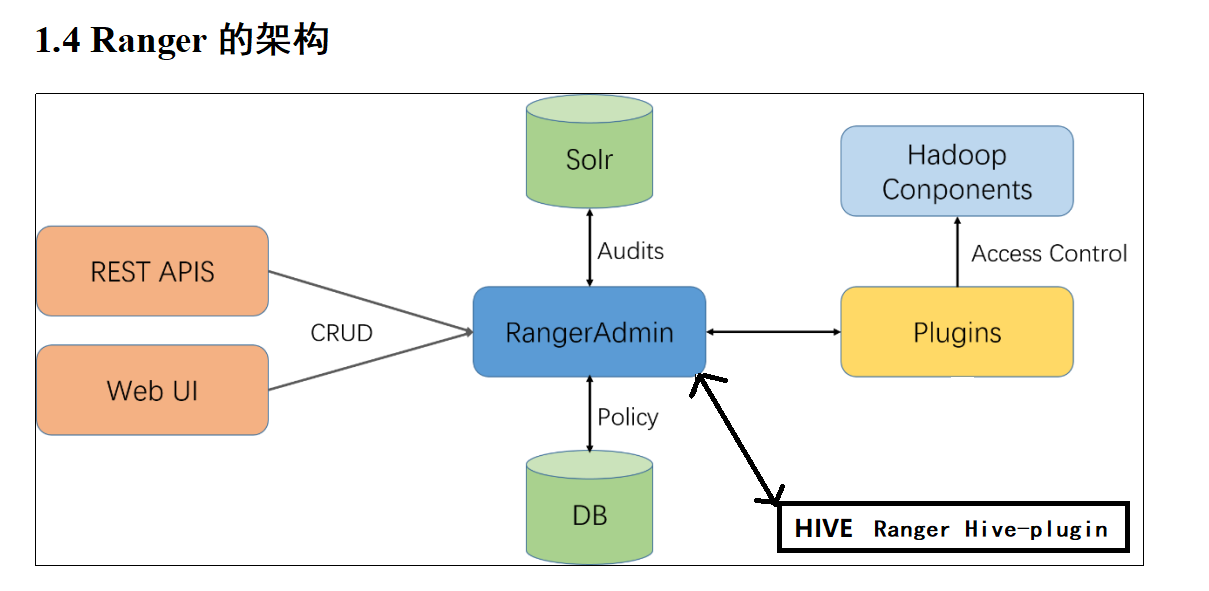 1.4 Ranger 的架构
Solr
Hadoop
Conponents
Audits
Access Control
REST APIS
CRUD
RangerAdmin
Plugins
Web UI
Policy
DB
HIVE Ranger Hive-plugin